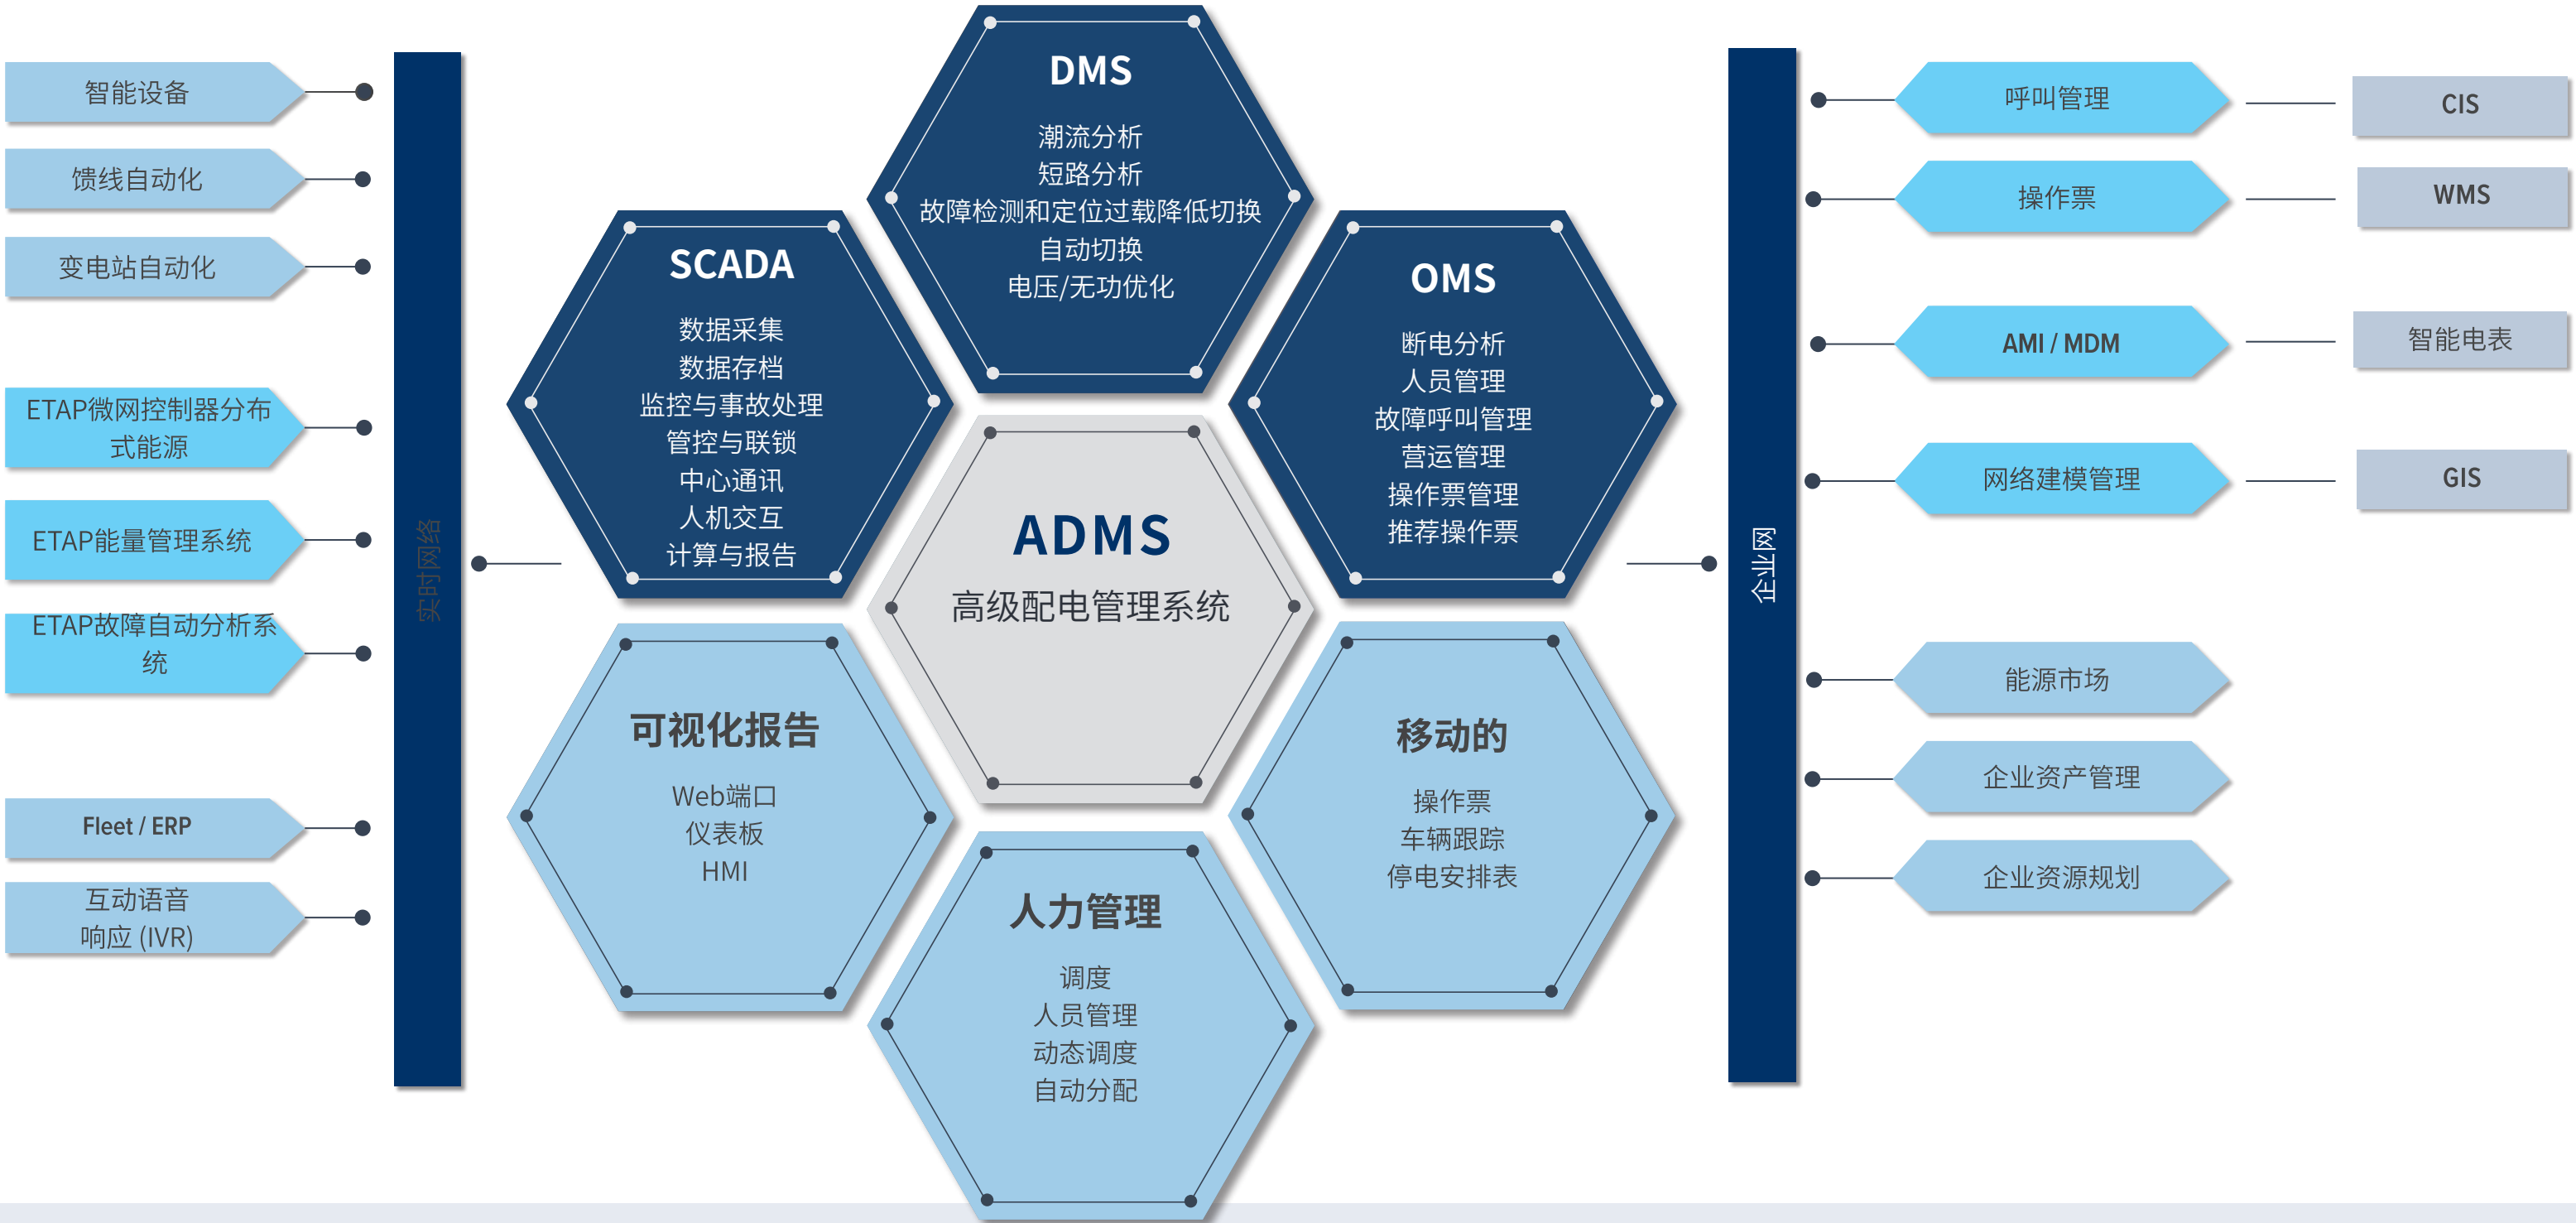 智能设备
馈线自动化
变电站自动化
ETAP微网控制器分布
式能源
ETAP能量管理系统
ETAP故障自动分析系
统
Fleet / ERP
互动语音
响应 (IVR)
实时网络
SCADA
数据采集
数据存档
监控与事故处理
管控与联锁
中心通讯
人机交互
计算与报告
DMS
潮流分析
短路分析
故障检测和定位过载降低切换
自动切换
电压/无功优化
OMS
断电分析
人员管理
故障呼叫管理
营运管理
操作票管理
推荐操作票
ADMS
高级配电管理系统
可视化报告
Web端口
仪表板
HMI
人力管理
调度
人员管理
动态调度
自动分配
移动的
操作票
车辆跟踪
停电安排表
企业网
呼叫管理
操作票
AMI / MDM
网络建模管理
能源市场
企业资产管理
企业资源规划
CIS
WMS
智能电表
GIS